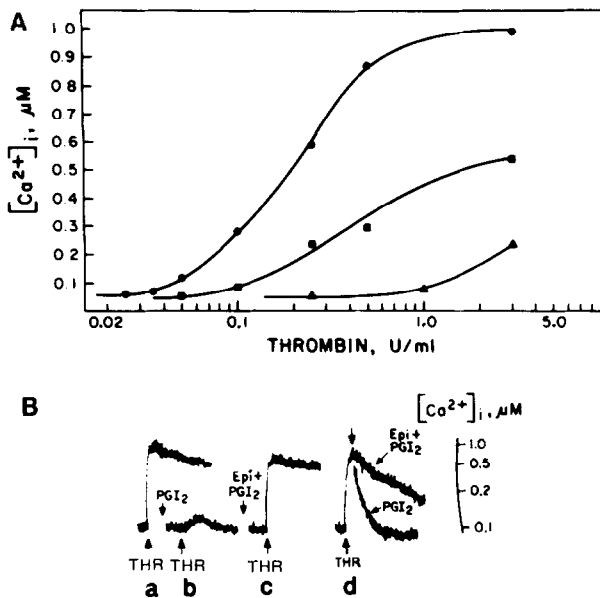 A
[Ca²⁺]i, μM
1.0
0.9
0.8
0.7
0.6
0.5
0.4
0.3
0.2
0.1
0.02 0.1 1.0 5.0
THROMBIN, U/ml
B
[Ca²⁺]i, μM
Epi+
PGI₂
PGI₂
Epi+
PGI₂
PGI₂
1.0
0.5
0.2
0.1
THR THR THR THR
a b c d